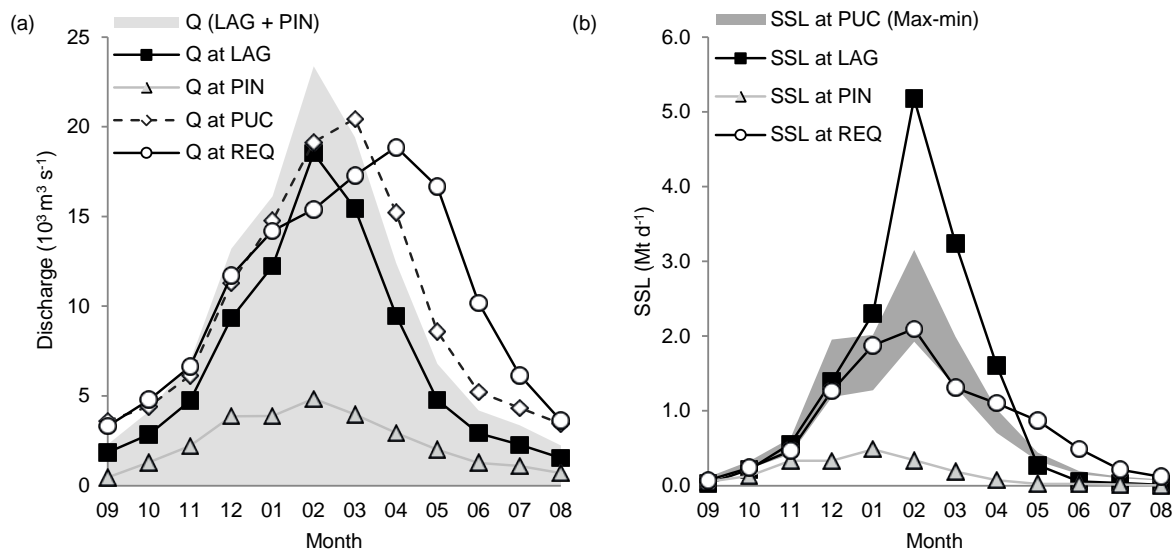 (a)
Q (LAG + PIN)
Q at LAG
Q at PIN
Q at PUC
Q at REQ
Discharge (10³ m³ s⁻¹)
25
20
15
10
5
0
09 10 11 12 01 02 03 04 05 06 07 08
Month
(b)
SSL at PUC (Max-min)
SSL at LAG
SSL at PIN
SSL at REQ
SSL (Mt d⁻¹)
6.0
5.0
4.0
3.0
2.0
1.0
0.0
09 10 11 12 01 02 03 04 05 06 07 08
Month